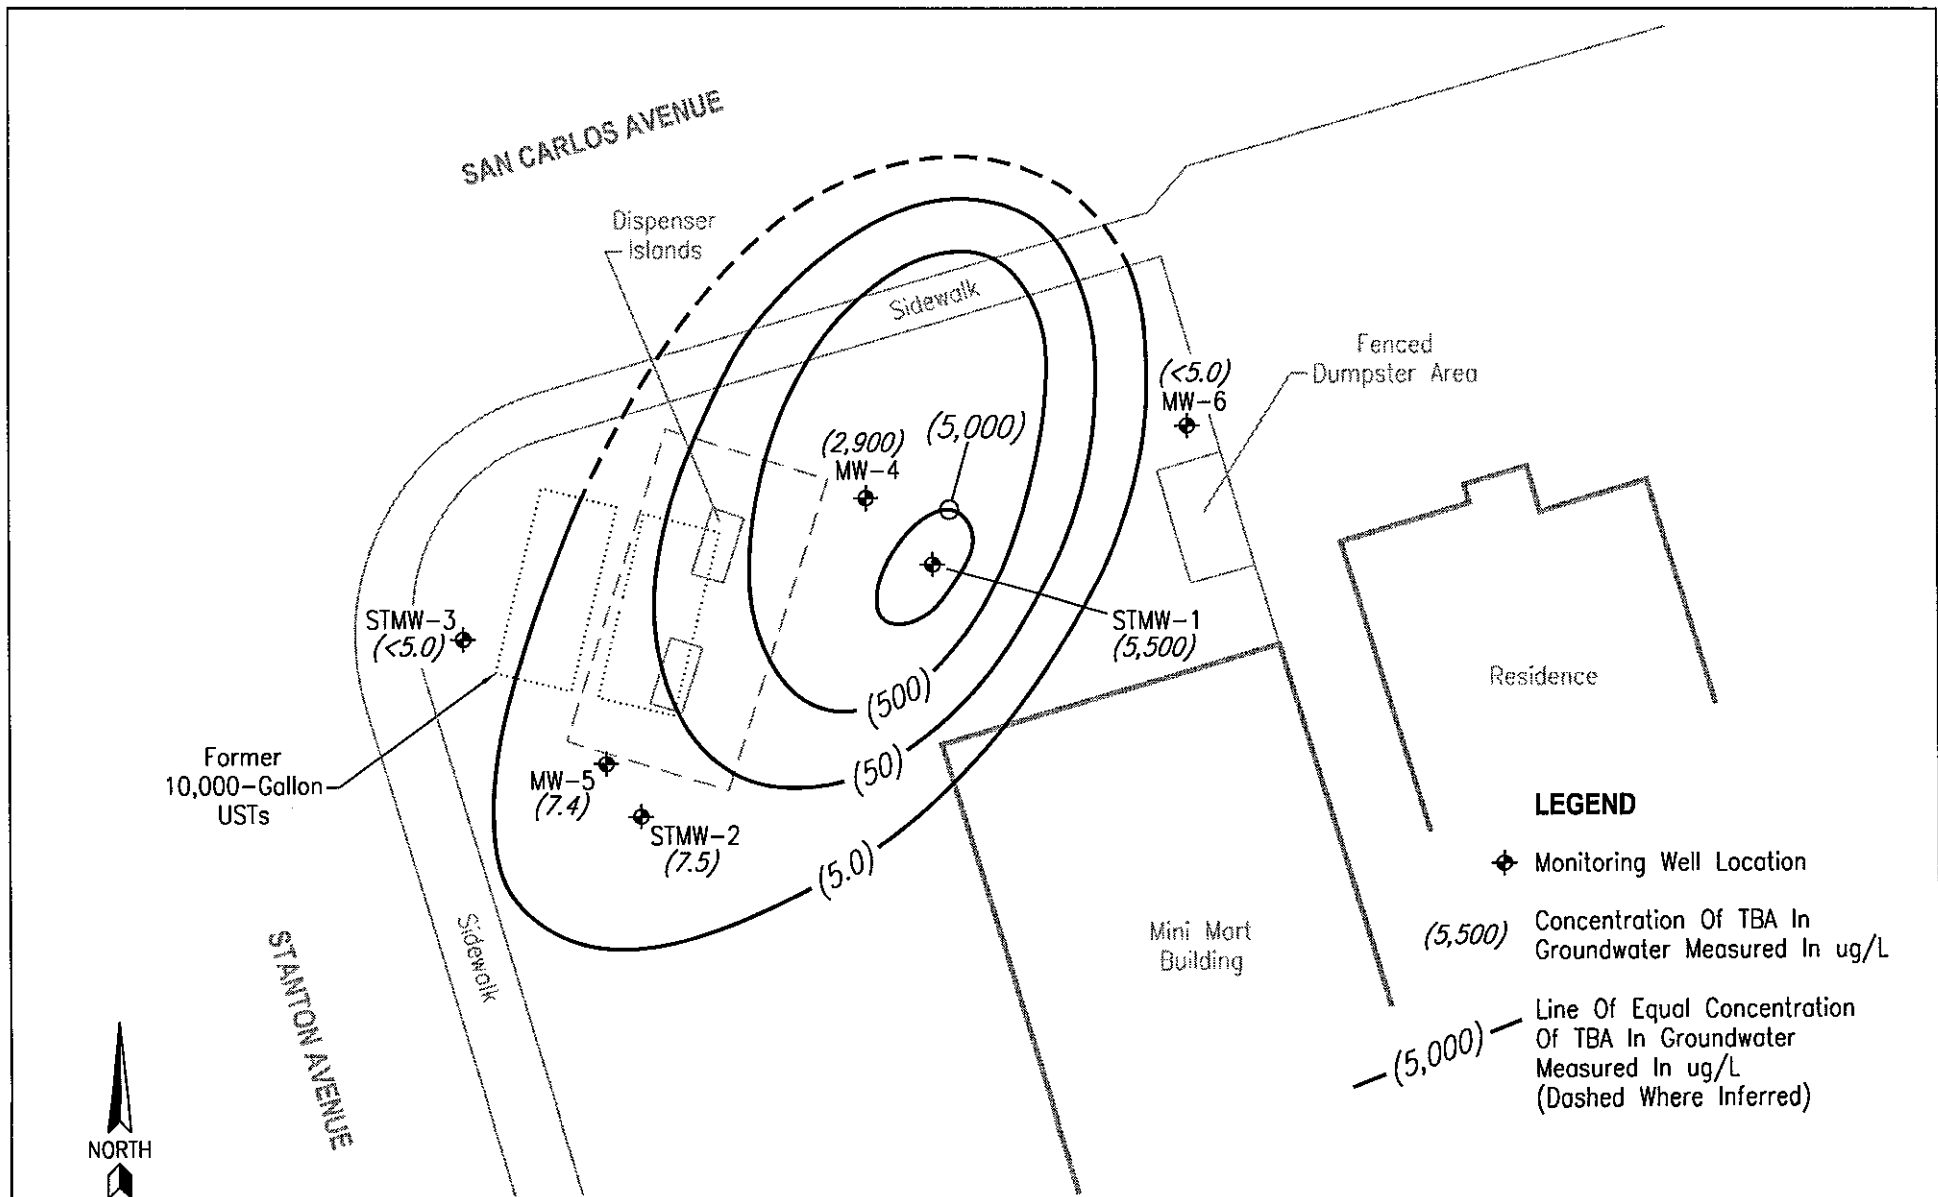 SAN CARLOS AVENUE
Dispenser
Islands
Sidewalk
Fenced
Dumpster Area
(<5.0)
MW-6
(2,900)
MW-4
(5,000)
STMW-3
(<5.0)
STMW-1
(5,500)
Residence
(500)
(50)
(5.0)
Former
10,000-Gallon
USTs
MW-5
(7.4)
STMW-2
(7.5)
Sidewalk
STANTON AVENUE
Mini Mart
Building
NORTH
LEGEND
Monitoring Well Location
(5,500) Concentration Of TBA In
Groundwater Measured In ug/L
(5,000) Line Of Equal Concentration
Of TBA In Groundwater
Measured In ug/L
(Dashed Where Inferred)